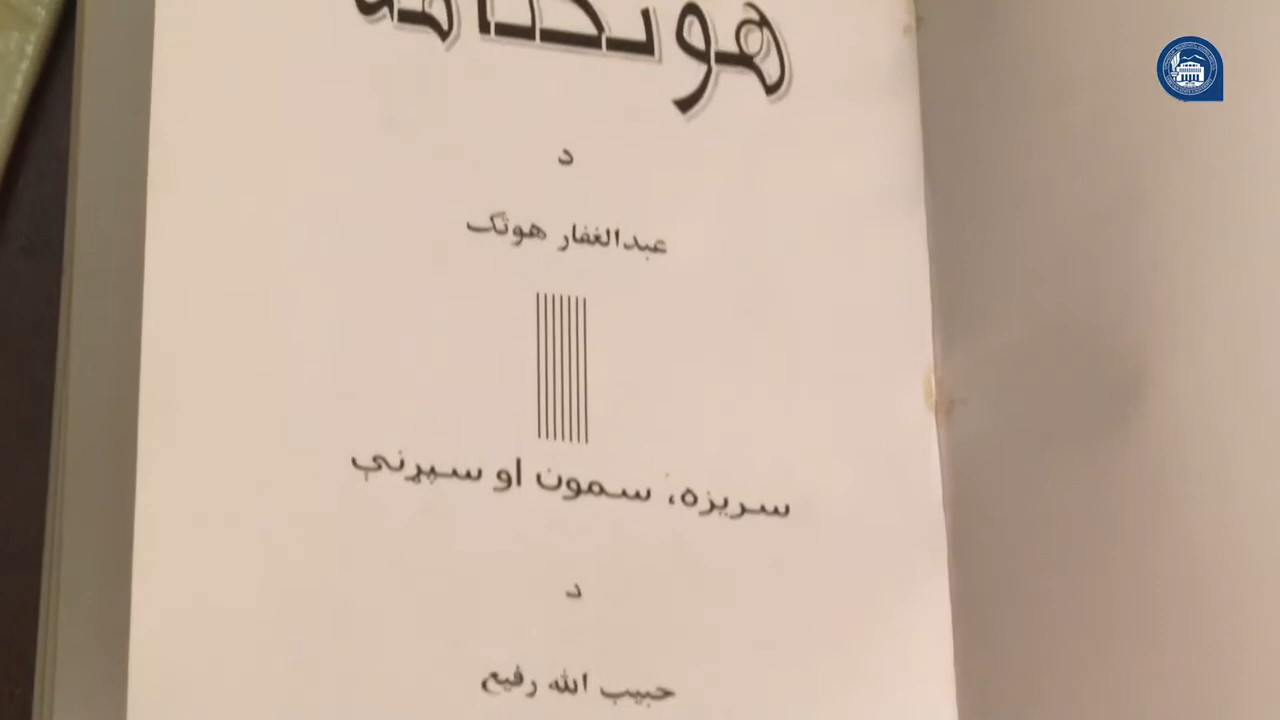 هوتکنامه
د
عبدالغفار هوتک
سریزه، سمون او سپړنې
د
حبیب الله رفیع